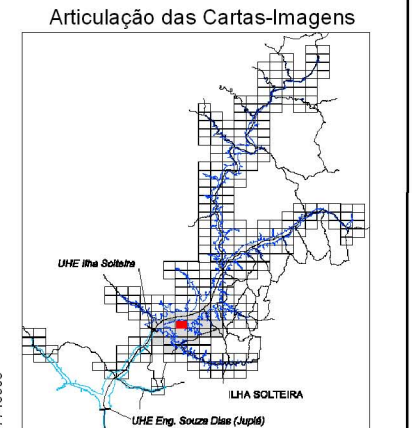 Articulação das Cartas-Imagens
UHE Ilha Solteira
ILHA SOLTEIRA
UHE Eng. Souza Dias (Jupiá)